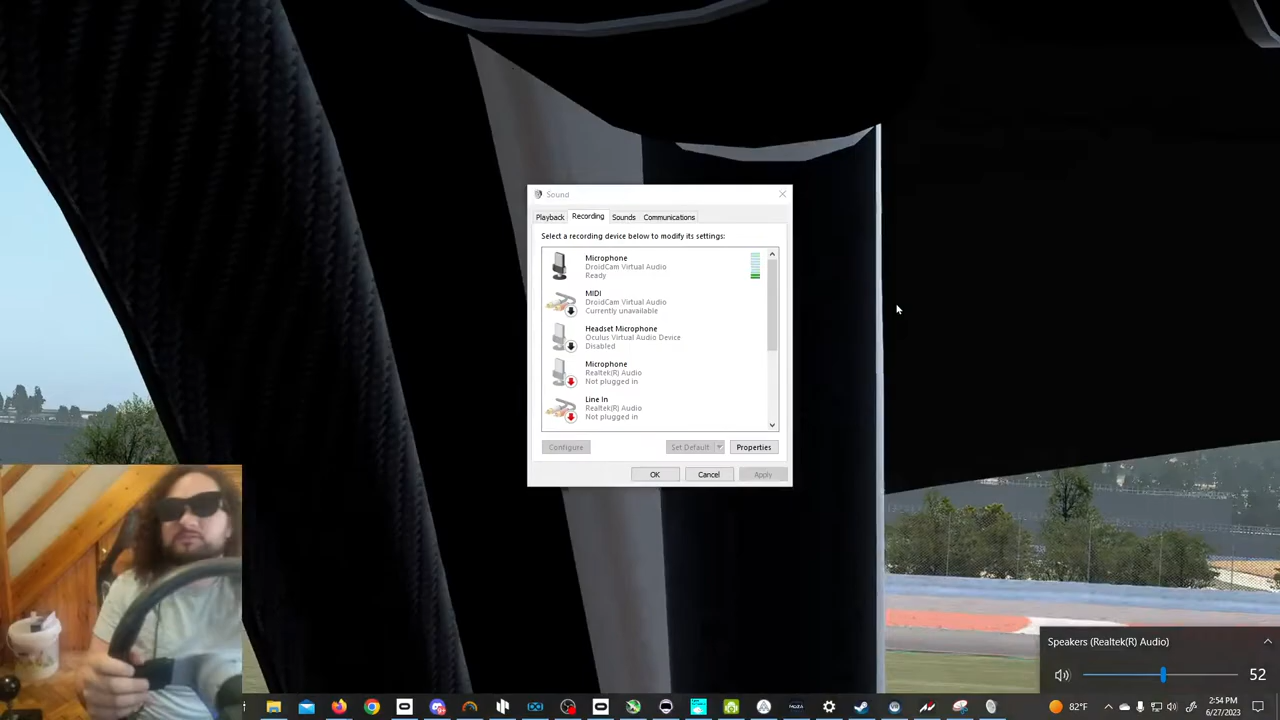 Sound
Playback
Recording
Sounds
Communications
Select a recording device below to modify its settings:
Microphone
DroidCam Virtual Audio
Ready
MIDI
DroidCam Virtual Audio
Currently unavailable
Headset Microphone
Oculus Virtual Audio Device
Disabled
Microphone
Realtek(R) Audio
Not plugged in
Line In
Realtek(R) Audio
Not plugged in
Configure
Set Default
Properties
OK
Cancel
Apply
Speakers (Realtek(R) Audio)
52
MOZA
82°F
2:54 PM
6/27/2023